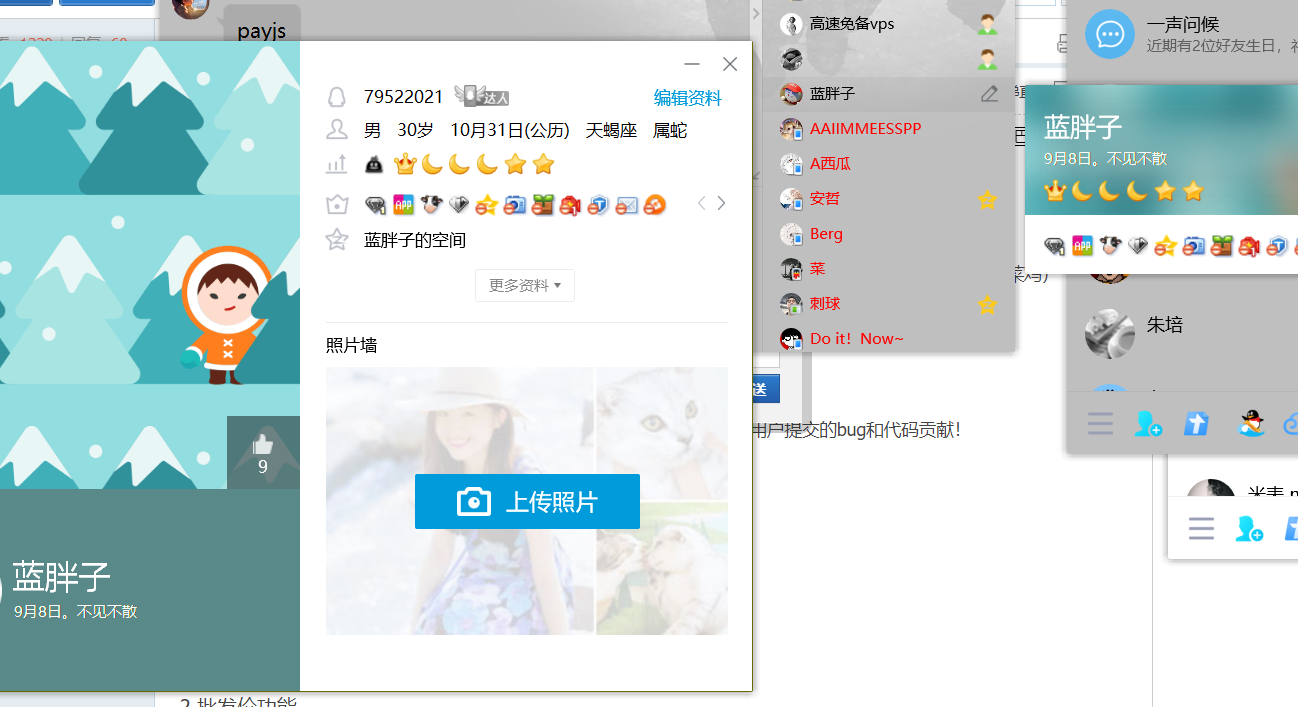 payjs
79522021
达人
编辑资料
男 30岁 10月31日(公历) 天蝎座 属蛇
APP
蓝胖子的空间
更多资料
照片墙
上传照片
9
蓝胖子
9月8日。不见不散
高速免备vps
蓝胖子
AAIIMMEESSPP
A西瓜
安哲
Berg
菜
刺球
Do it！Now~
送
用户提交的bug和代码贡献！
一声问候
近期有2位好友生日，
蓝胖子
9月8日。不见不散
APP
朱培
2.批发价功能